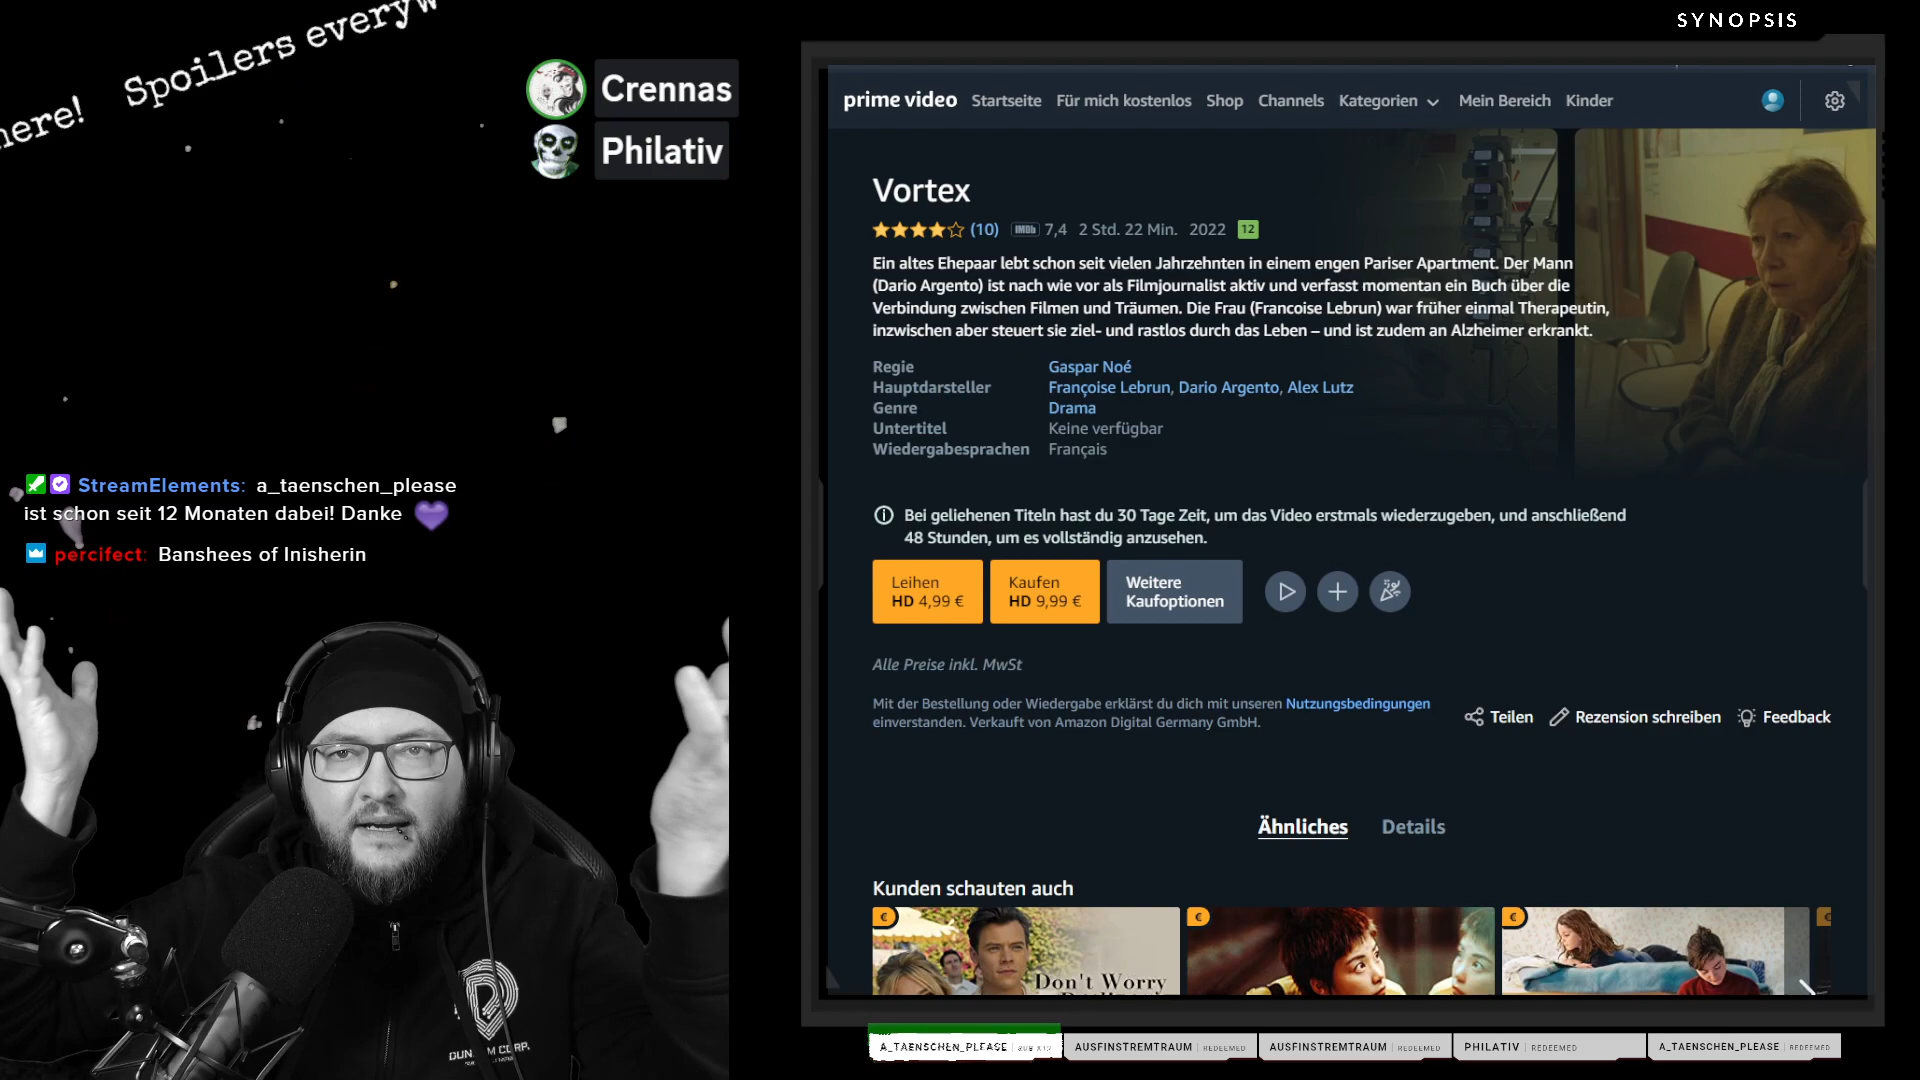 here! Spoilers everyw
Crennas
Philativ
StreamElements: a_taenschen_please
ist schon seit 12 Monaten dabei! Danke
percifect: Banshees of Inisherin
SYNOPSIS
prime video Startseite Für mich kostenlos Shop Channels Kategorien Mein Bereich Kinder
Vortex
(10) IMDb 7,4 2 Std. 22 Min. 2022 12
Ein altes Ehepaar lebt schon seit vielen Jahrzehnten in einem engen Pariser Apartment. Der Mann
(Dario Argento) ist nach wie vor als Filmjournalist aktiv und verfasst momentan ein Buch über die
Verbindung zwischen Filmen und Träumen. Die Frau (Francoise Lebrun) war früher einmal Therapeutin,
inzwischen aber steuert sie ziel- und rastlos durch das Leben – und ist zudem an Alzheimer erkrankt.
Regie Gaspar Noé
Hauptdarsteller Françoise Lebrun, Dario Argento, Alex Lutz
Genre Drama
Untertitel Keine verfügbar
Wiedergabesprachen Français
Bei geliehenen Titeln hast du 30 Tage Zeit, um das Video erstmals wiederzugeben, und anschließend
48 Stunden, um es vollständig anzusehen.
Leihen
HD 4,99 €
Kaufen
HD 9,99 €
Weitere
Kaufoptionen
Alle Preise inkl. MwSt
Mit der Bestellung oder Wiedergabe erklärst du dich mit unseren Nutzungsbedingungen
einverstanden. Verkauft von Amazon Digital Germany GmbH.
Teilen Rezension schreiben Feedback
Ähnliches Details
Kunden schauten auch
€ € € €
Don't Worry
CORP.
A_TAENSCHEN_PLEASE
AUSFINSTREMTRAUM REDEEMED
AUSFINSTREMTRAUM REDEEMED
PHILATIV REDEEMED
A_TAENSCHEN_PLEASE REDEEMED